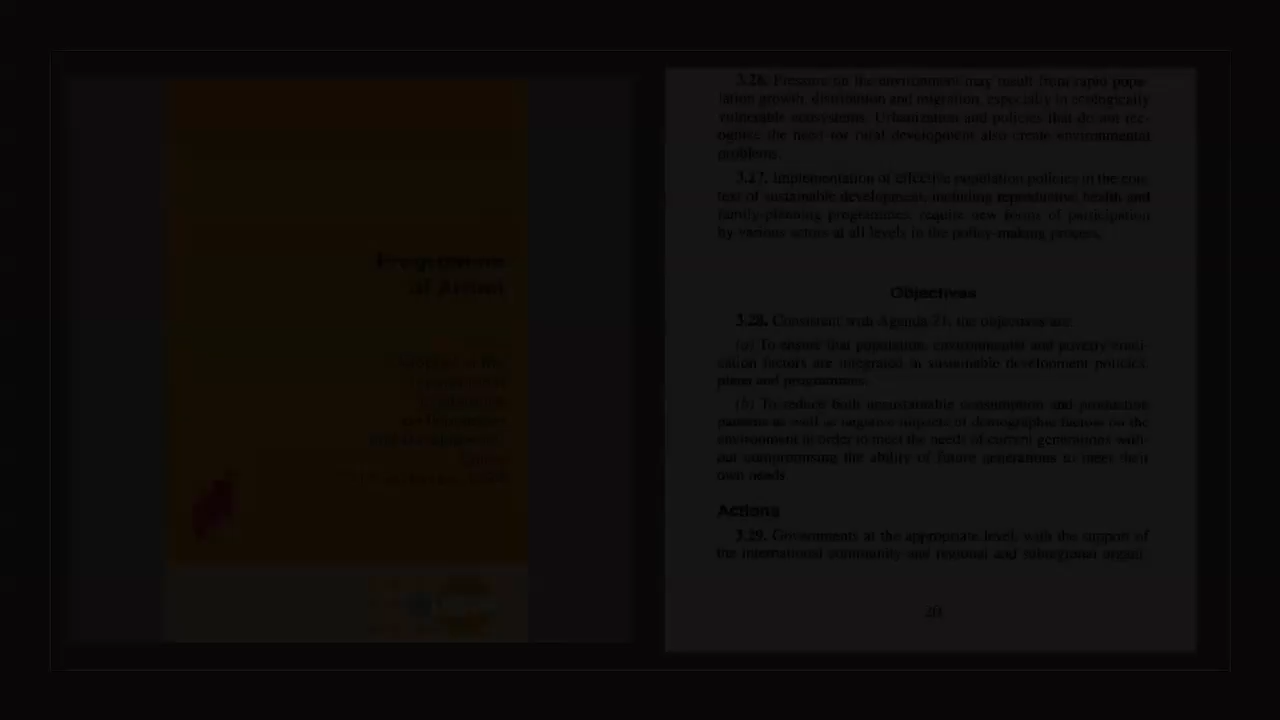 Programme
of Action
3.26. Pressure on the environment may result from rapid popu-
lation growth, distribution and migration, especially in ecologically
vulnerable ecosystems. Urbanization and policies that do not rec-
ognize the need for rural development also create environmental
problems.
3.27. Implementation of effective population policies in the con-
text of sustainable development, including reproductive health and
family-planning programmes, require new forms of participation
by various actors at all levels in the policy-making process.
Objectives
3.28. Consistent with Agenda 21, the objectives are:
(a) To ensure that population, environmental and poverty eradi-
cation factors are integrated in sustainable development policies,
plans and programmes;
(b) To reduce both unsustainable consumption and production
patterns as well as negative impacts of demographic factors on the
environment in order to meet the needs of current generations with-
out compromising the ability of future generations to meet their
own needs.
Actions
3.29. Governments at the appropriate level, with the support of
the international community and regional and subregional organi-
20